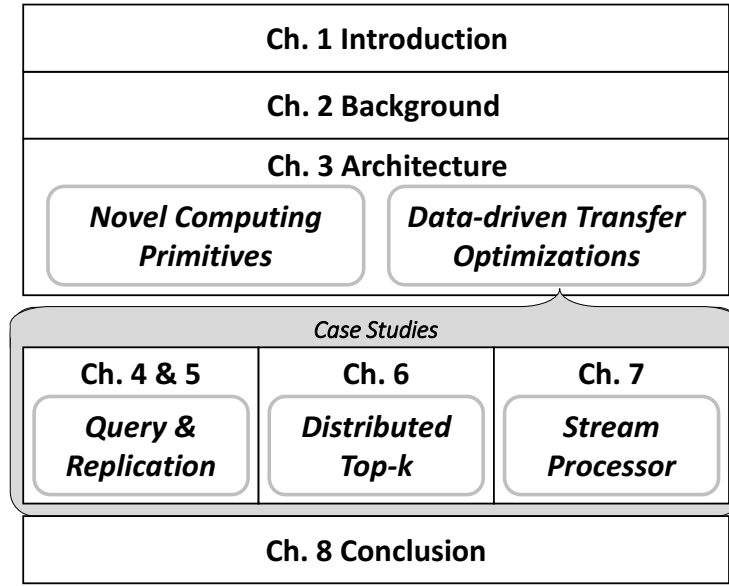 Ch. 1 Introduction
Ch. 2 Background
Ch. 3 Architecture
Novel Computing
Primitives
Data-driven Transfer
Optimizations
Case Studies
Ch. 4 & 5
Query &
Replication
Ch. 6
Distributed
Top-k
Ch. 7
Stream
Processor
Ch. 8 Conclusion